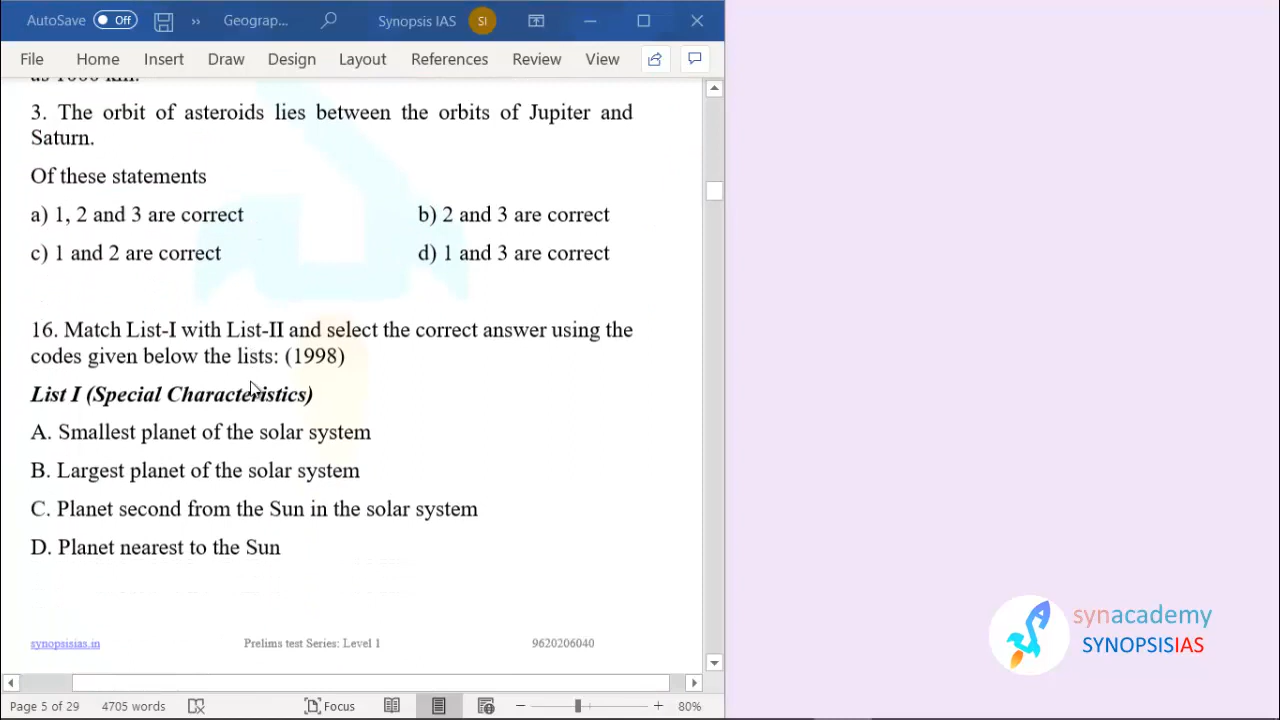 AutoSave Off Geograp... Synopsis IAS SI
File Home Insert Draw Design Layout References Review View
as 1000 km.
3. The orbit of asteroids lies between the orbits of Jupiter and
Saturn.
Of these statements
a) 1, 2 and 3 are correct b) 2 and 3 are correct
c) 1 and 2 are correct d) 1 and 3 are correct
16. Match List-I with List-II and select the correct answer using the
codes given below the lists: (1998)
List I (Special Characteristics)
A. Smallest planet of the solar system
B. Largest planet of the solar system
C. Planet second from the Sun in the solar system
D. Planet nearest to the Sun
synopsisias.in Prelims test Series: Level 1 9620206040
Page 5 of 29 4705 words Focus 80%
synacademy
SYNOPSISIAS